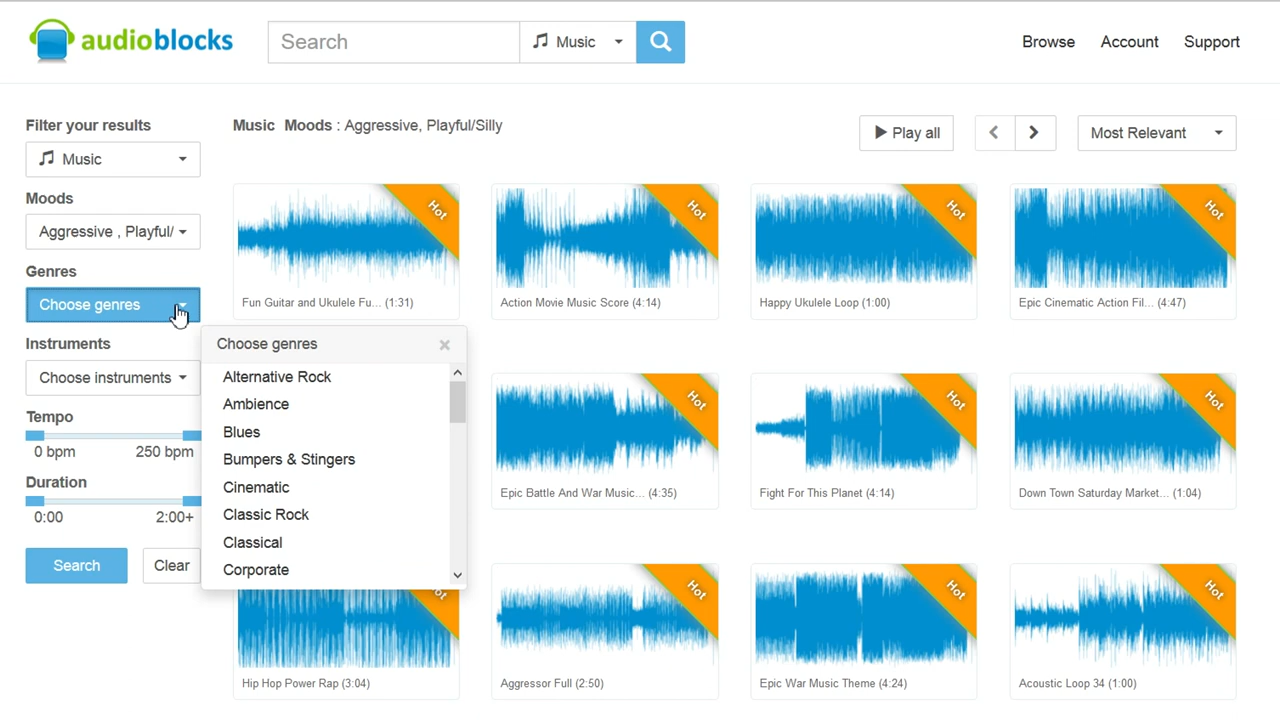 audioblocks
Search
Music
Browse
Account
Support
Filter your results
Music
Moods
Aggressive , Playful/
Genres
Choose genres
Instruments
Choose instruments
Tempo
0 bpm 250 bpm
Duration
0:00 2:00+
Search Clear
Choose genres ×
Alternative Rock
Ambience
Blues
Bumpers & Stingers
Cinematic
Classic Rock
Classical
Corporate
Music Moods : Aggressive, Playful/Silly
Play all
Most Relevant
Hot
Hot
Hot
Hot
Fun Guitar and Ukulele Fu... (1:31)
Action Movie Music Score (4:14)
Happy Ukulele Loop (1:00)
Epic Cinematic Action Fil... (4:47)
Hot
Hot
Hot
Epic Battle And War Music... (4:35)
Fight For This Planet (4:14)
Down Town Saturday Market... (1:04)
Hot
Hot
Hot
Hot
Hip Hop Power Rap (3:04)
Aggressor Full (2:50)
Epic War Music Theme (4:24)
Acoustic Loop 34 (1:00)